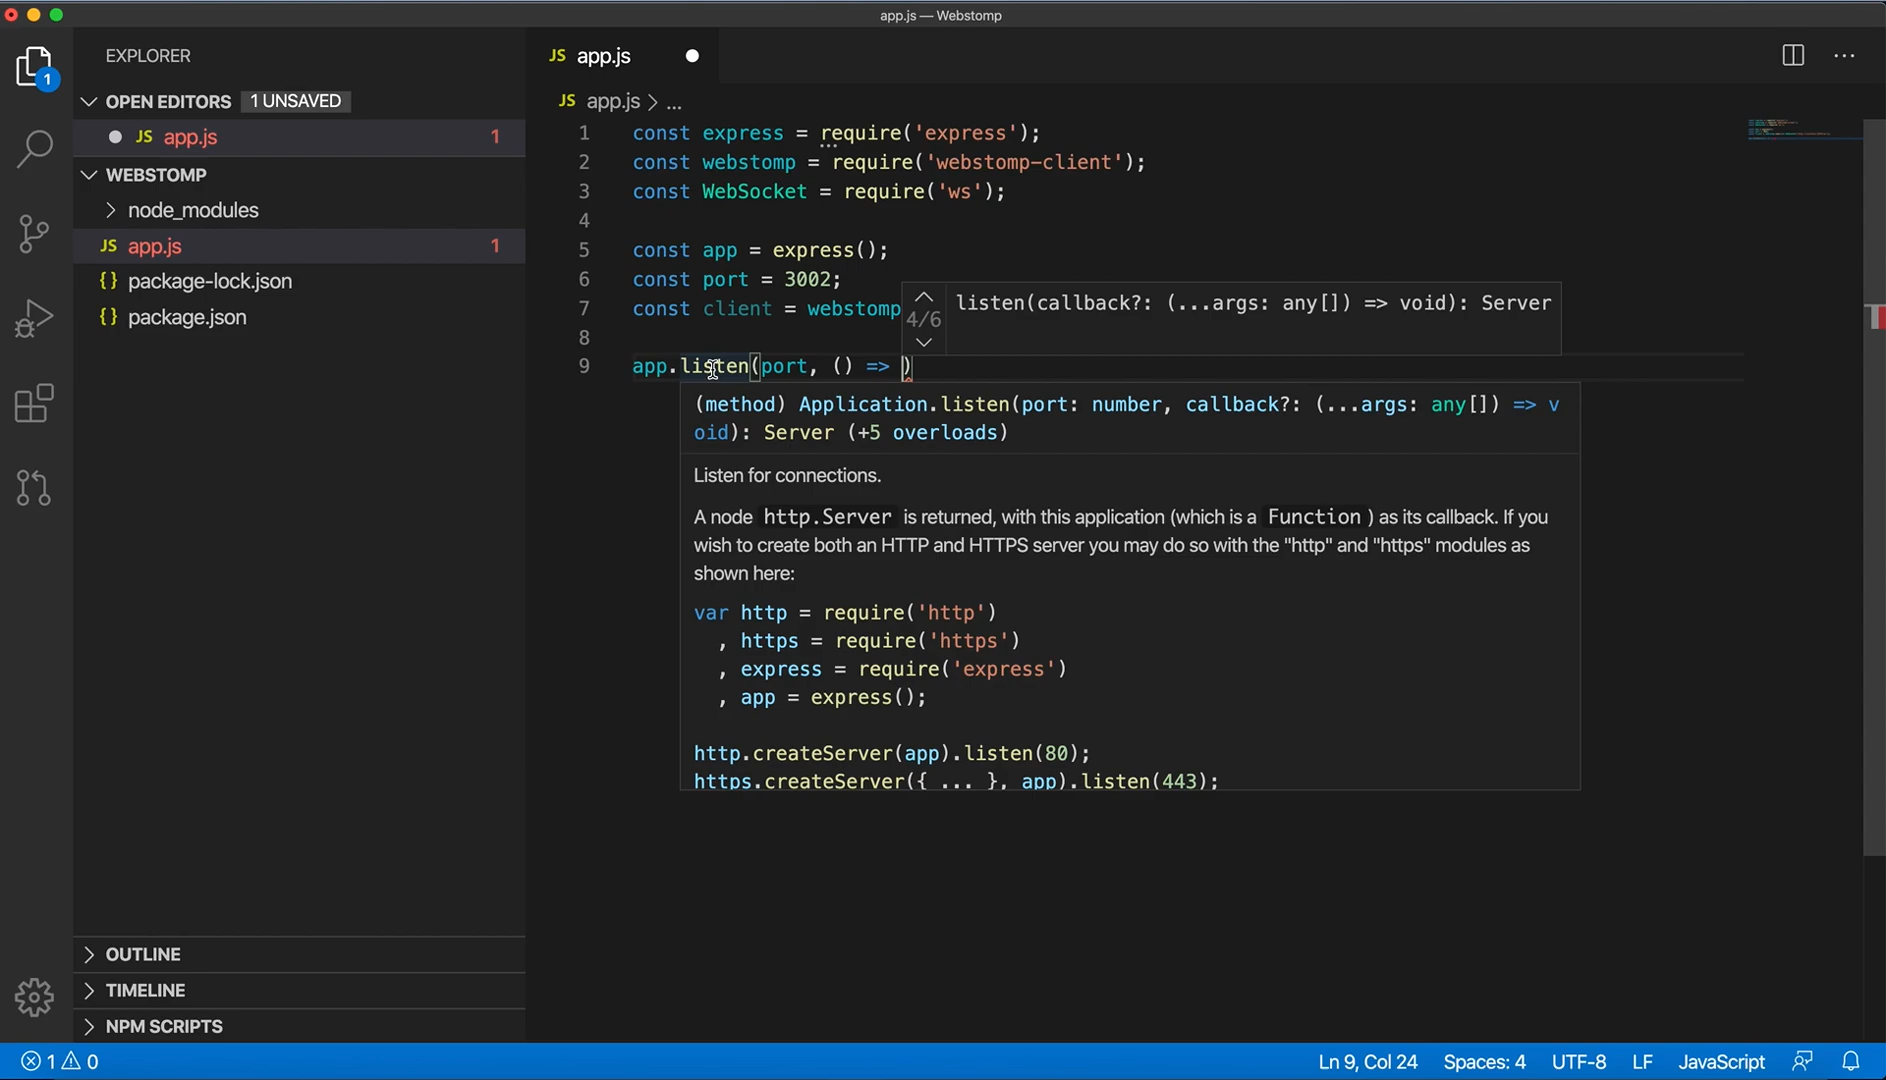 app.js — Webstomp
1
EXPLORER
OPEN EDITORS 1 UNSAVED
JS app.js 1
WEBSTOMP
node_modules
JS app.js 1
{} package-lock.json
{} package.json
OUTLINE
TIMELINE
NPM SCRIPTS
JS app.js
JS app.js > ...
1 const express = require('express');
2 const webstomp = require('webstomp-client');
3 const WebSocket = require('ws');
4
5 const app = express();
6 const port = 3002;
7 const client = webstomp
8
9 app.listen(port, () => )
4/6 listen(callback?: (...args: any[]) => void): Server
(method) Application.listen(port: number, callback?: (...args: any[]) => v
oid): Server (+5 overloads)
Listen for connections.
A node http.Server is returned, with this application (which is a Function ) as its callback. If you
wish to create both an HTTP and HTTPS server you may do so with the "http" and "https" modules as
shown here:
var http = require('http')
, https = require('https')
, express = require('express')
, app = express();
http.createServer(app).listen(80);
https.createServer({ ... }, app).listen(443);
1 0
Ln 9, Col 24 Spaces: 4 UTF-8 LF JavaScript